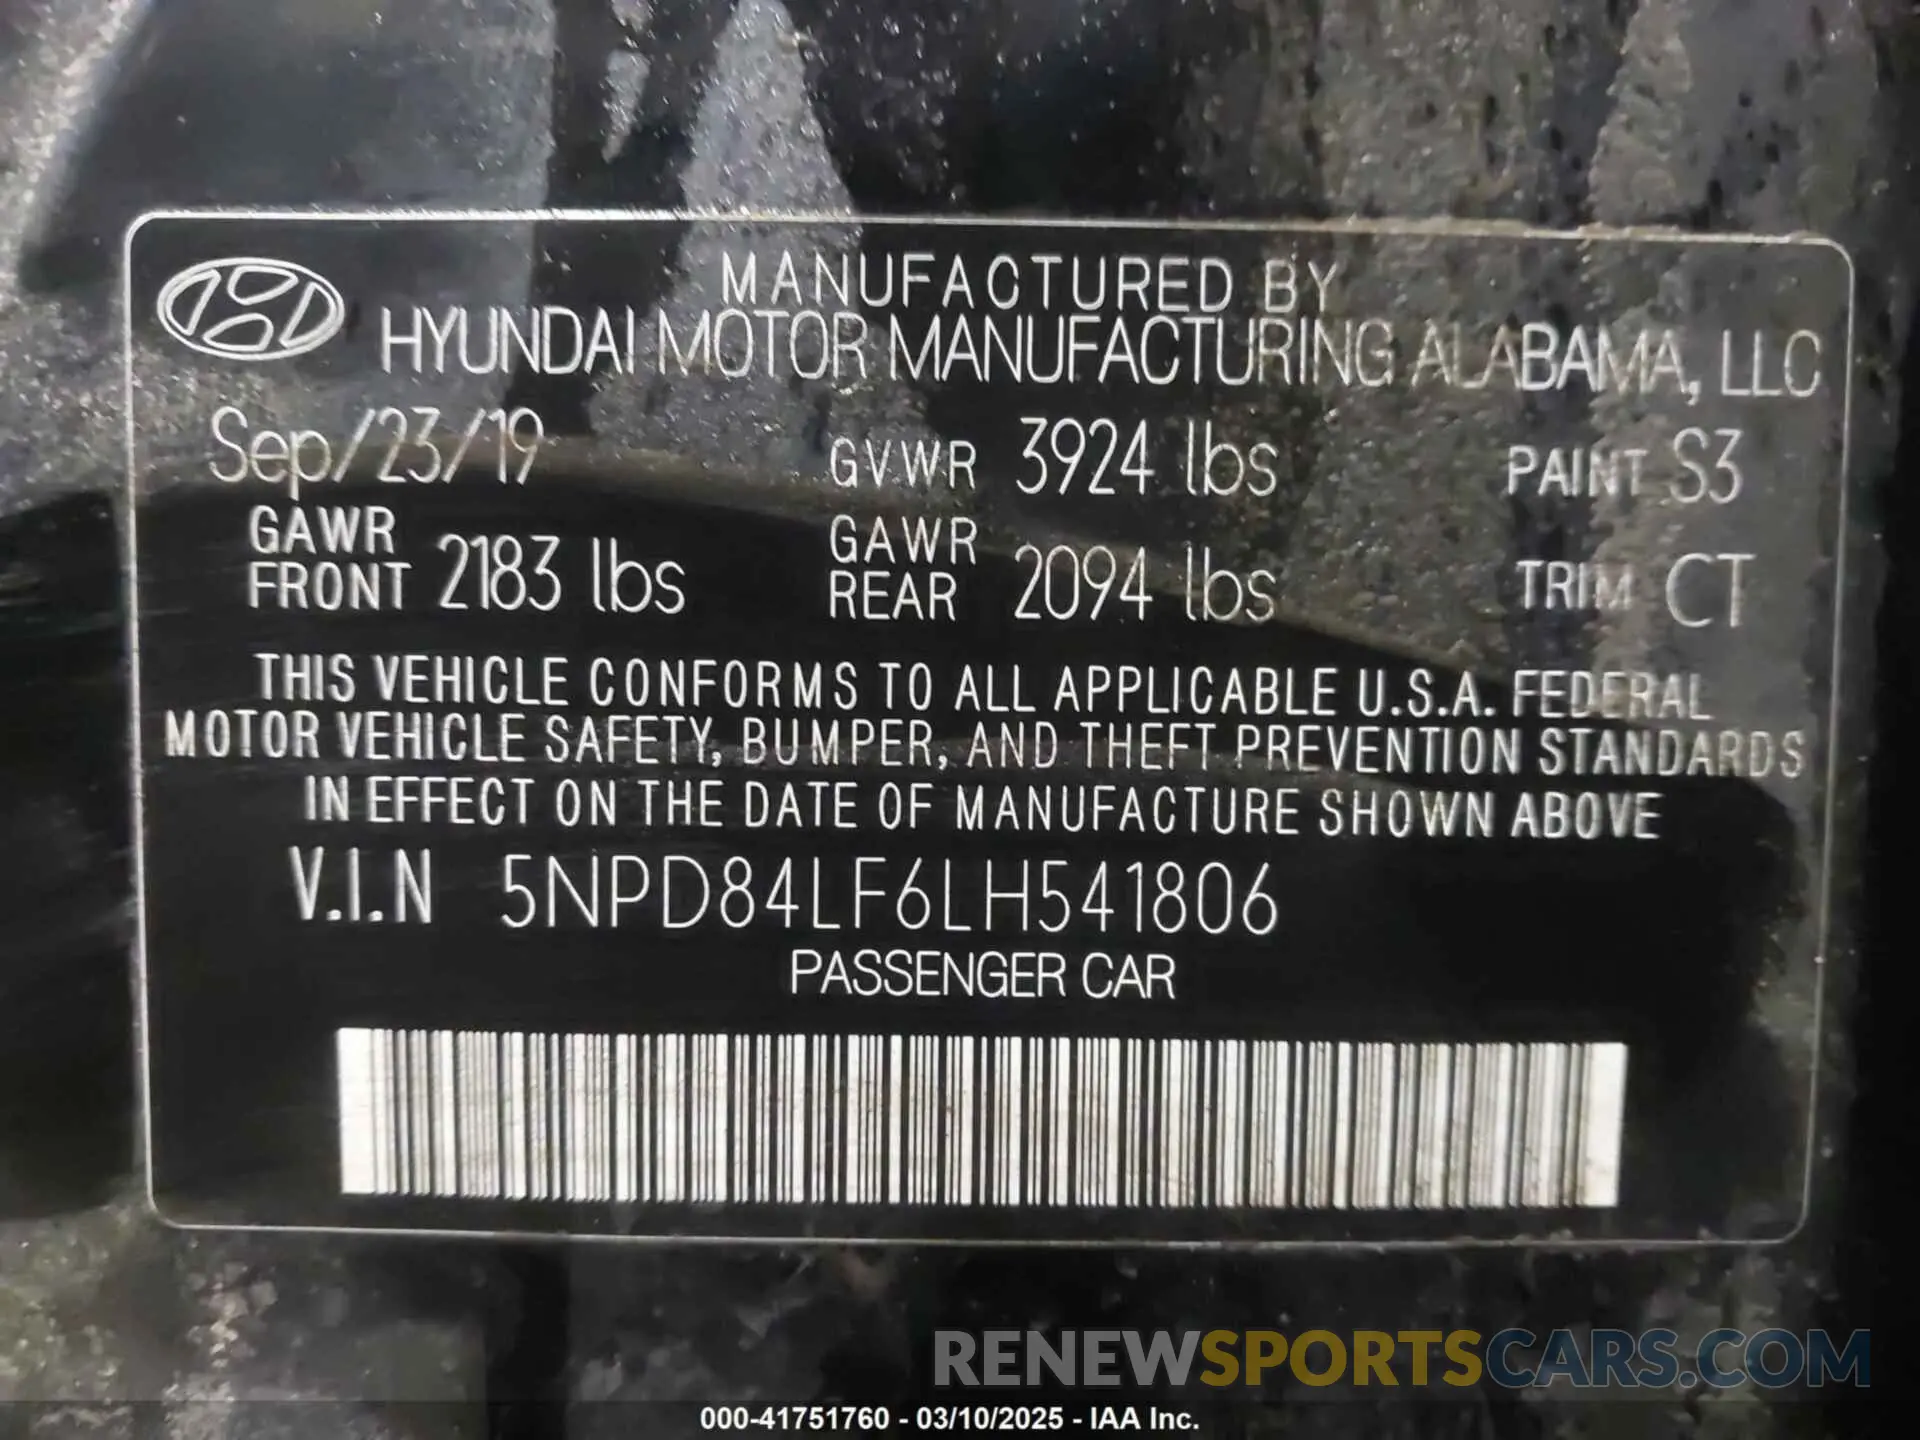 MANUFACTURED BY
HYUNDAI MOTOR MANUFACTURING ALABAMA, LLC
Sep/23/19 GVWR 3924 lbs PAINT S3
GAWR FRONT 2183 lbs GAWR REAR 2094 lbs TRIM CT
THIS VEHICLE CONFORMS TO ALL APPLICABLE U.S.A. FEDERAL
MOTOR VEHICLE SAFETY, BUMPER, AND THEFT PREVENTION STANDARDS
IN EFFECT ON THE DATE OF MANUFACTURE SHOWN ABOVE
V.I.N 5NPD84LF6LH541806
PASSENGER CAR
RENEWSPORTSCARS.COM
000-41751760 - 03/10/2025 - IAA Inc.